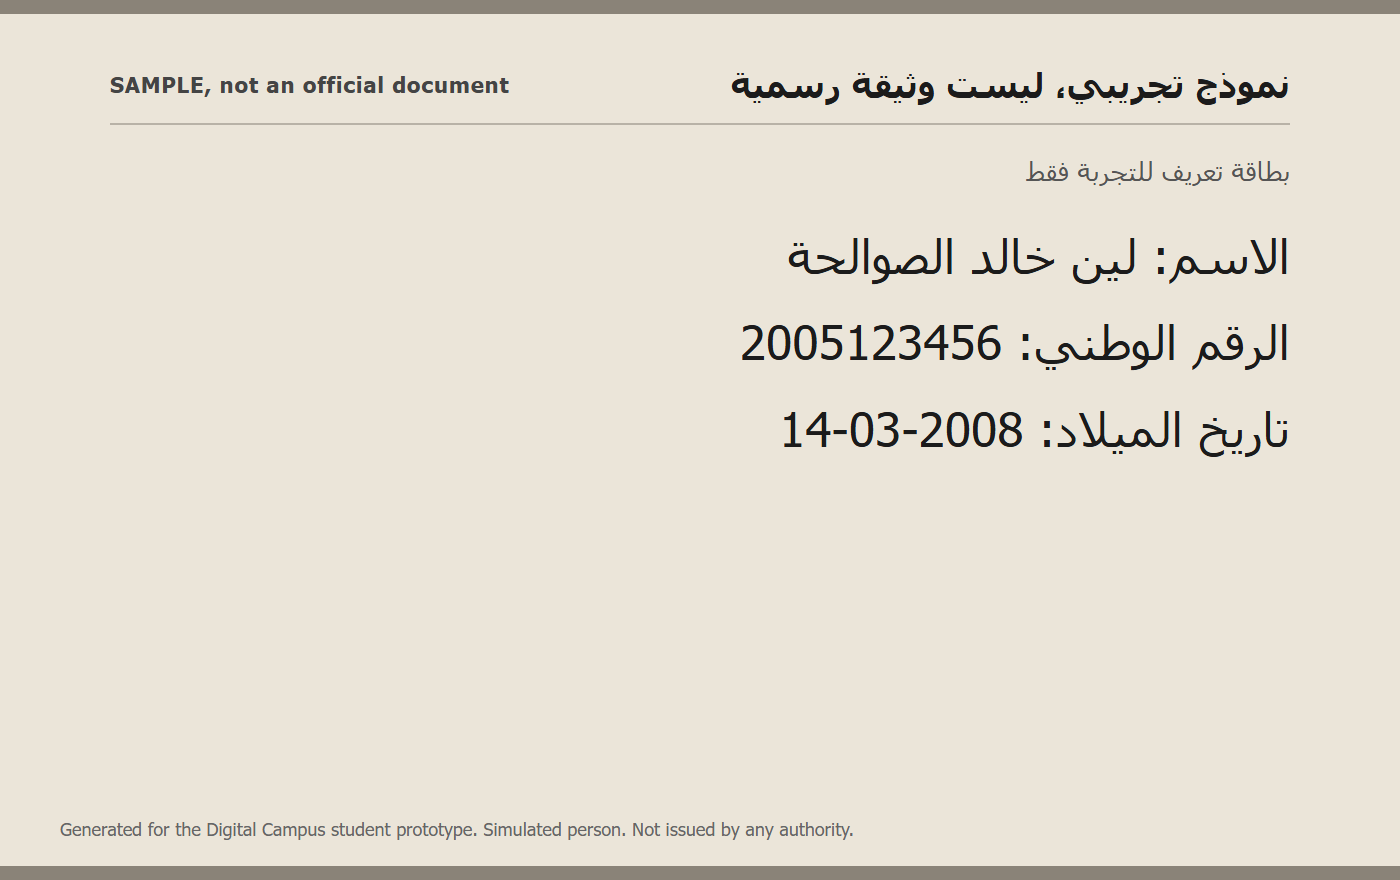 نموذج تجريبي، ليست وثيقة رسمية
SAMPLE, not an official document
بطاقة تعريف للتجربة فقط
الاسم: لين خالد الصوالحة
الرقم الوطني: 2005123456
تاريخ الميلاد: 14-03-2008
Generated for the Digital Campus student prototype. Simulated person. Not issued by any authority.